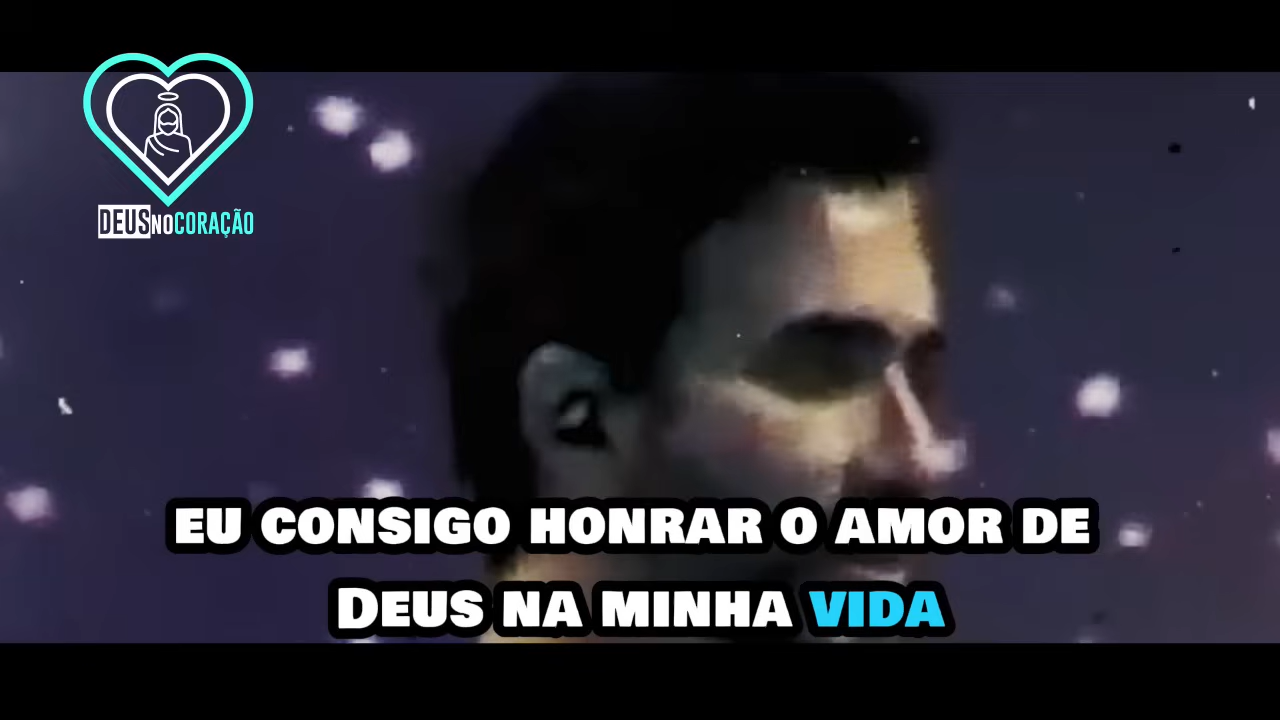 DEUSNOCORAÇÃO
EU CONSIGO HONRAR O AMOR DE
DEUS NA MINHA VIDA